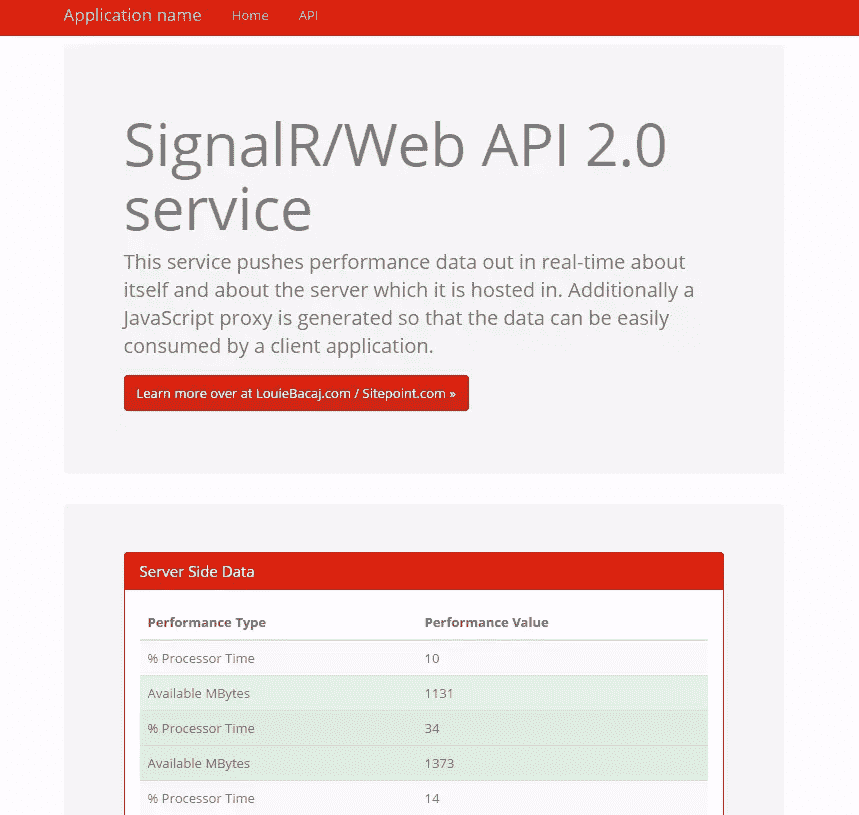 Application name Home API
SignalR/Web API 2.0
service
This service pushes performance data out in real-time about
itself and about the server which it is hosted in. Additionally a
JavaScript proxy is generated so that the data can be easily
consumed by a client application.
Learn more over at LouieBacaj.com / Sitepoint.com »
Server Side Data
Performance Type Performance Value
% Processor Time 10
Available MBytes 1131
% Processor Time 34
Available MBytes 1373
% Processor Time 14